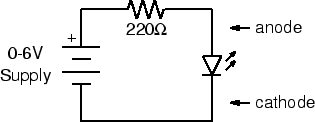 220Ω
anode
+
0-6V
Supply
cathode